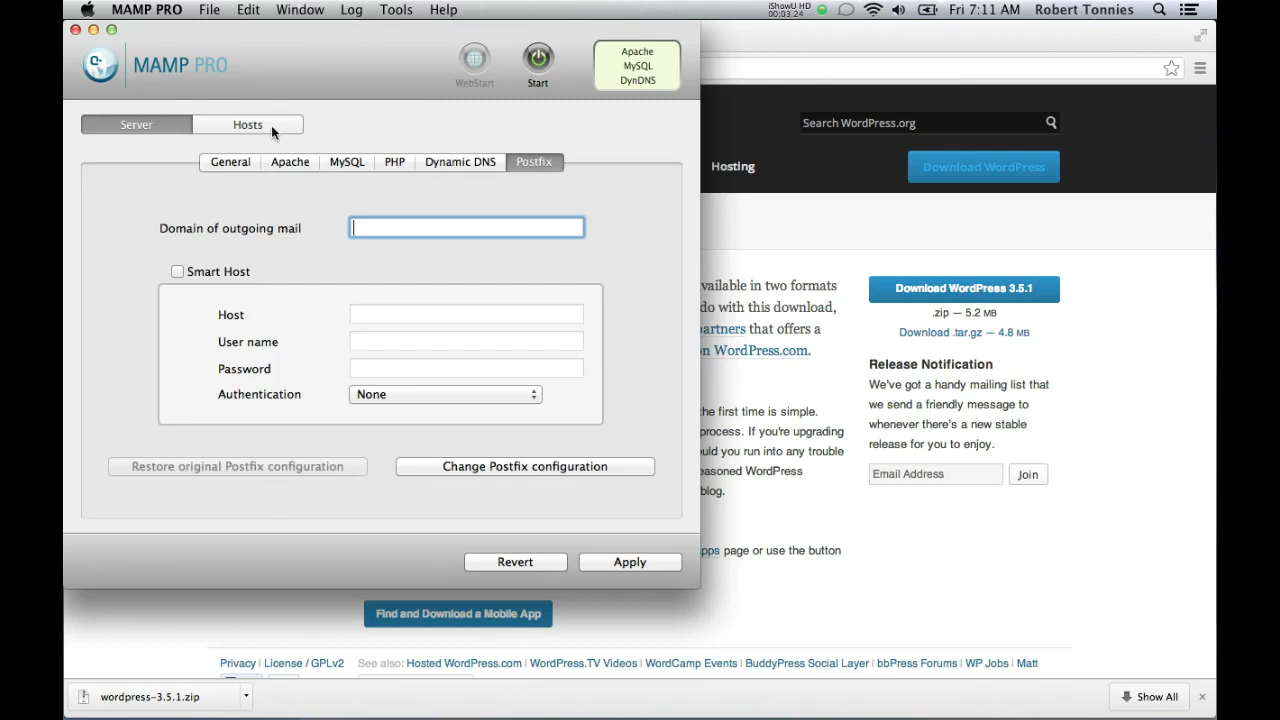 MAMP PRO File Edit Window Log Tools Help
iShowU HD
00:03:24
Fri 7:11 AM Robert Tonnies
MAMP PRO
WebStart
Start
Apache
MySQL
DynDNS
Server
Hosts
General
Apache
MySQL
PHP
Dynamic DNS
Postfix
Domain of outgoing mail
Smart Host
Host
User name
Password
Authentication
None
Restore original Postfix configuration
Change Postfix configuration
Revert
Apply
Search WordPress.org
Hosting
Download WordPress
vailable in two formats
do with this download,
partners that offers a
n WordPress.com.
the first time is simple.
process. If you're upgrading
ould you run into any trouble
easoned WordPress
blog.
pps page or use the button
Download WordPress 3.5.1
.zip — 5.2 MB
Download .tar.gz — 4.8 MB
Release Notification
We've got a handy mailing list that
we send a friendly message to
whenever there's a new stable
release for you to enjoy.
Email Address
Join
Find and Download a Mobile App
Privacy | License / GPLv2
See also: Hosted WordPress.com | WordPress.TV Videos | WordCamp Events | BuddyPress Social Layer | bbPress Forums | WP Jobs | Matt
wordpress-3.5.1.zip
Show All